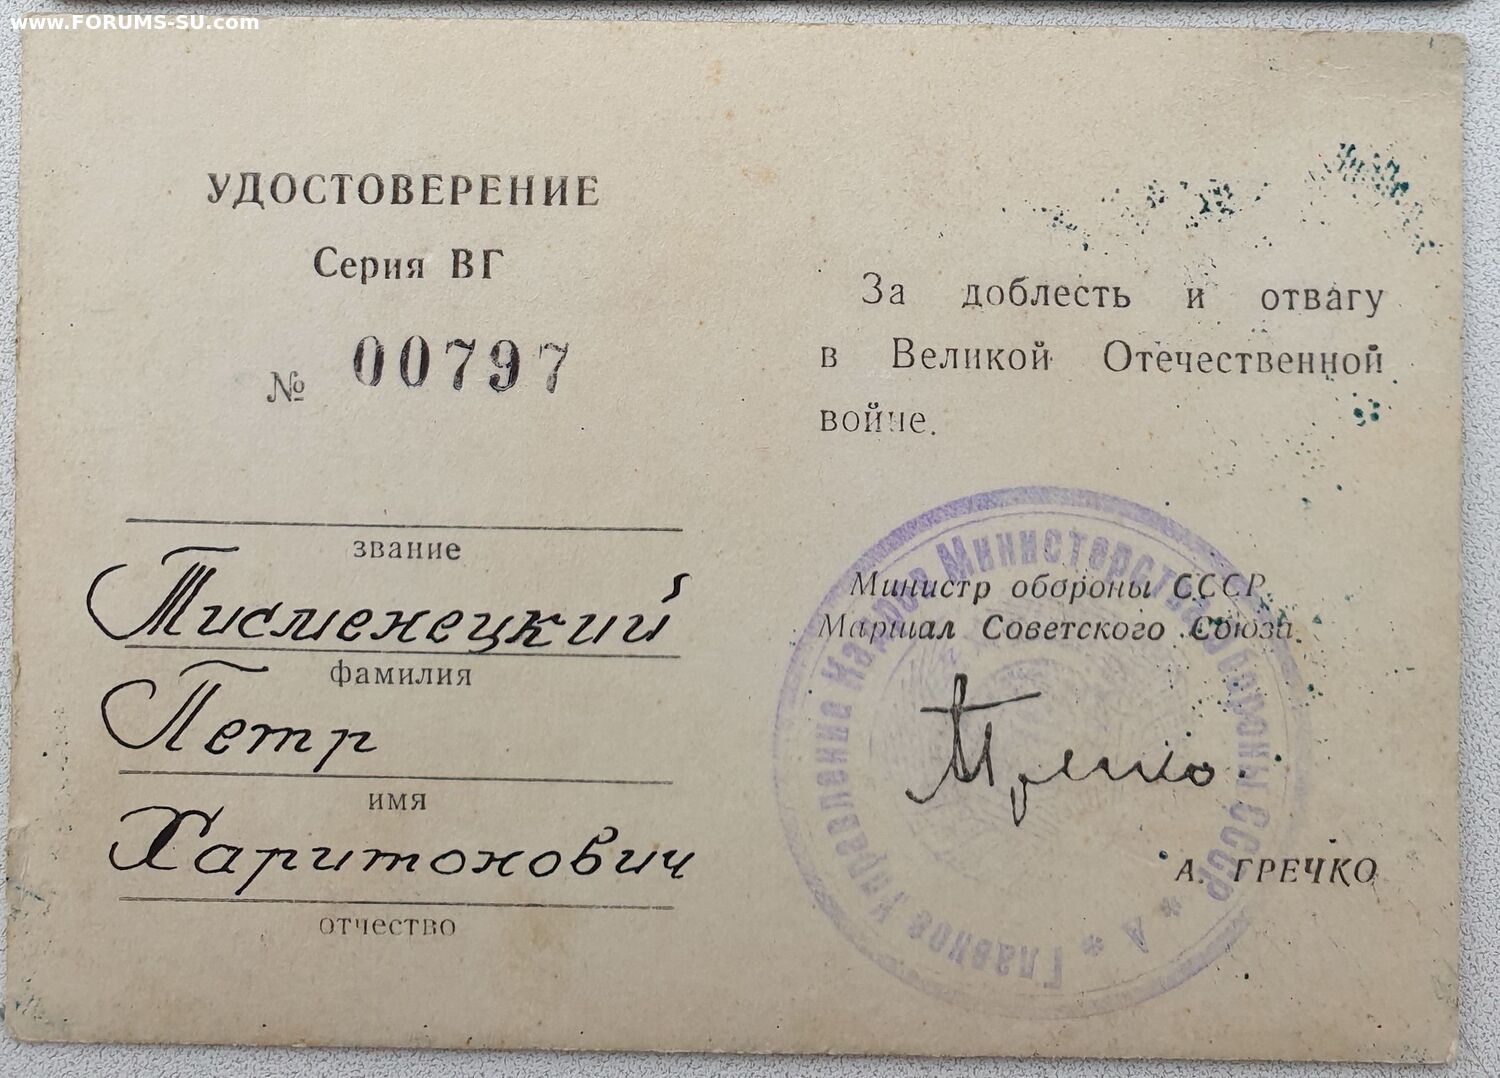 www.FORUMS-SU.com
УДОСТОВЕРЕНИЕ
Серия ВГ
№ 00797
звание
Тисменецкий
фамилия
Петр
имя
Харитонович
отчество
За доблесть и отвагу
в Великой Отечественной
войне.
Министр обороны СССР
Маршал Советского Союза
А. ГРЕЧКО
Главное Управление Кадров Министерства Обороны СССР * А *